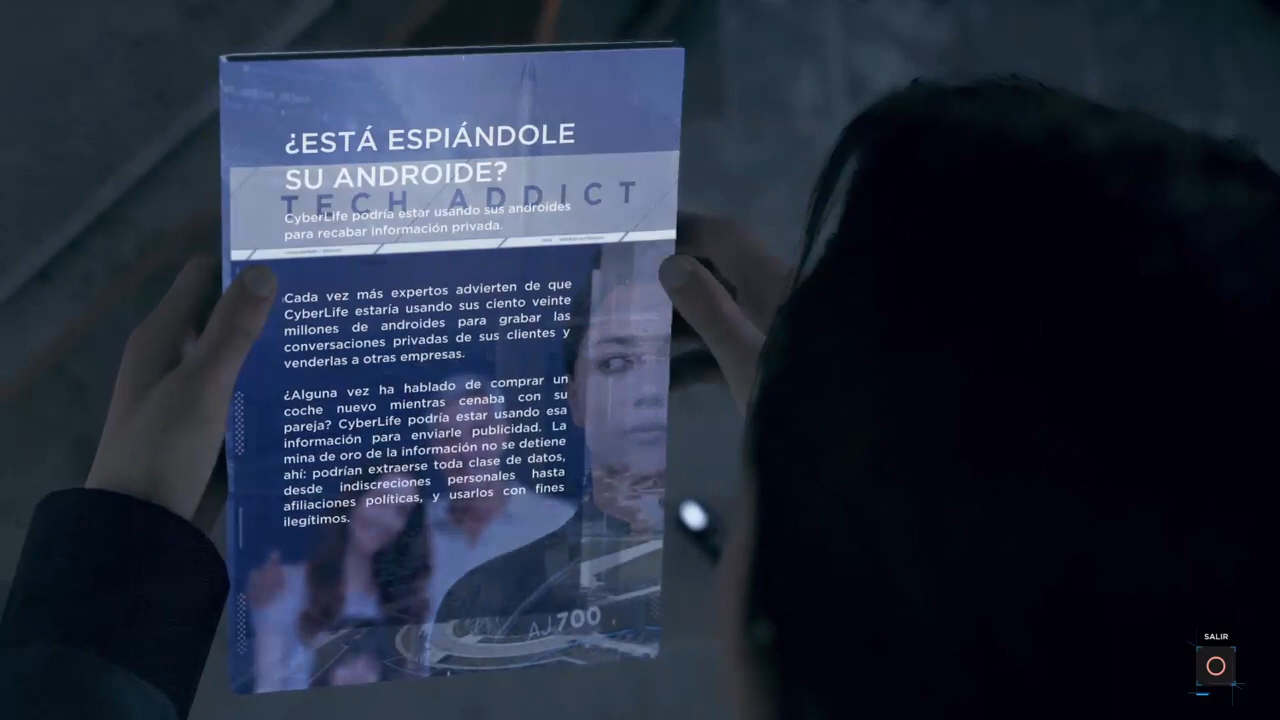 ¿ESTÁ ESPIÁNDOLE
SU ANDROIDE?
TECH ADDICT
CyberLife podría estar usando sus androides
para recabar información privada.
Cada vez más expertos advierten de que
CyberLife estaría usando sus ciento veinte
millones de androides para grabar las
conversaciones privadas de sus clientes y
venderlas a otras empresas.
¿Alguna vez ha hablado de comprar un
coche nuevo mientras cenaba con su
pareja? CyberLife podría estar usando esa
información para enviarle publicidad. La
mina de oro de la información no se detiene
ahí: podrían extraerse toda clase de datos,
desde indiscreciones personales hasta
afiliaciones políticas, y usarlos con fines
ilegítimos.
AJ700
SALIR